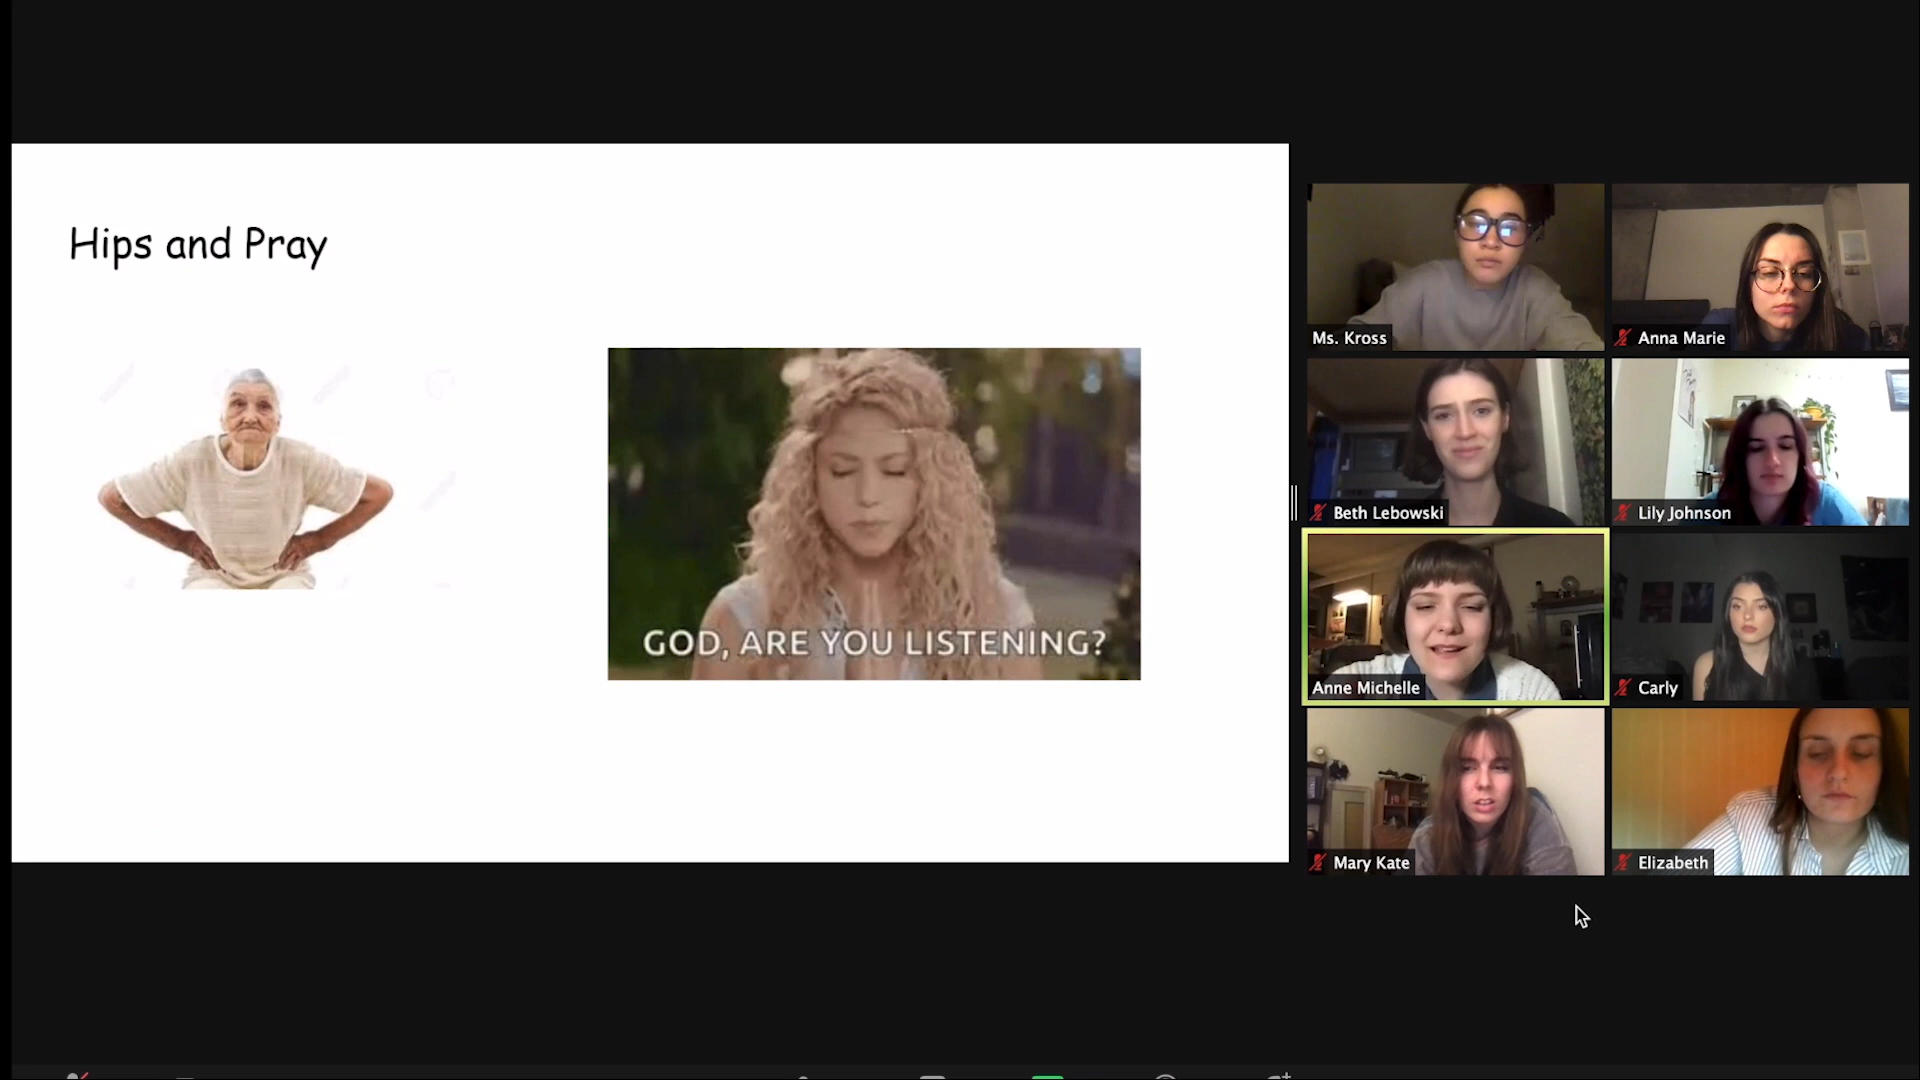 Hips and Pray
GOD, ARE YOU LISTENING?
Ms. Kross
Anna Marie
Beth Lebowski
Lily Johnson
Anne Michelle
Carly
Mary Kate
Elizabeth